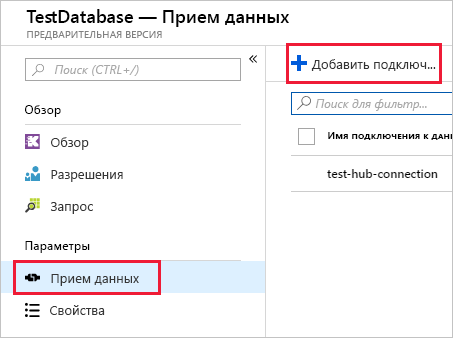 TestDatabase — Прием данных
ПРЕДВАРИТЕЛЬНАЯ ВЕРСИЯ
Поиск (CTRL+/)
«
Обзор
Обзор
Разрешения
Запрос
Параметры
Прием данных
Свойства
Добавить подключ...
Поиск для фильтр...
ИМЯ ПОДКЛЮЧЕНИЯ К ДАН
test-hub-connection